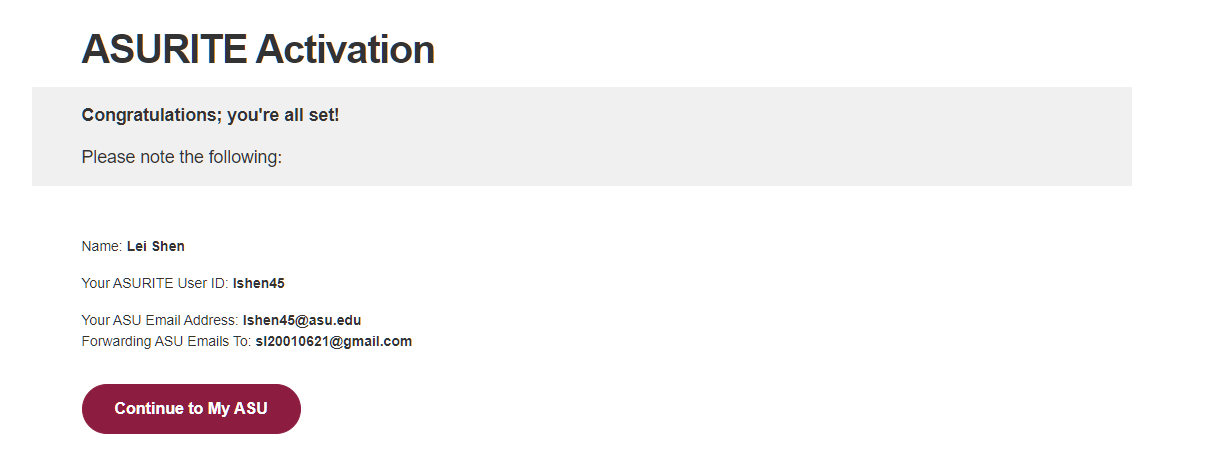 ASURITE Activation
Congratulations; you're all set!
Please note the following:
Name: Lei Shen
Your ASURITE User ID: lshen45
Your ASU Email Address: lshen45@asu.edu
Forwarding ASU Emails To: sl20010621@gmail.com
Continue to My ASU